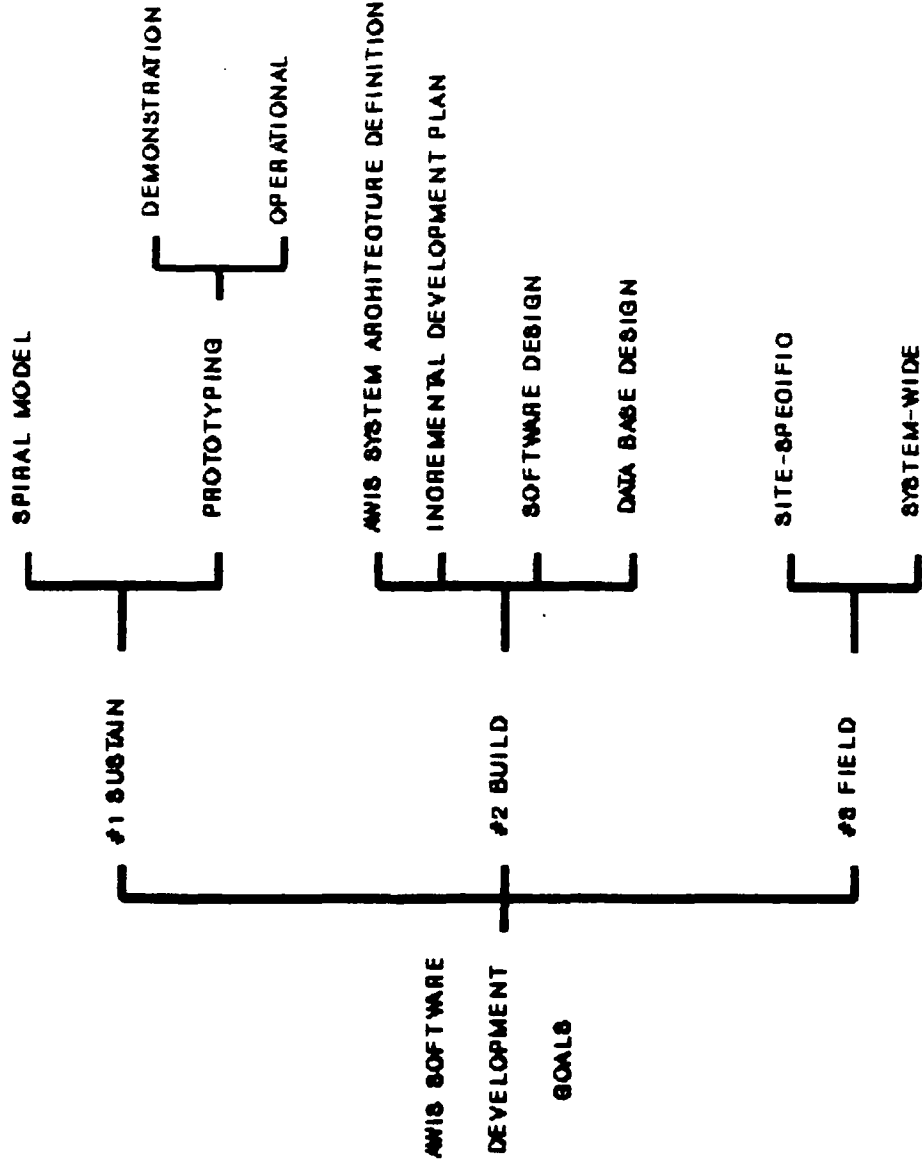 AWIS SOFTWARE
DEVELOPMENT
GOALS
#1 SUSTAIN
SPIRAL MODEL
PROTOTYPING
DEMONSTRATION
OPERATIONAL
#2 BUILD
AWIS SYSTEM ARCHITECTURE DEFINITION
INCREMENTAL DEVELOPMENT PLAN
SOFTWARE DESIGN
DATA BASE DESIGN
#3 FIELD
SITE-SPECIFIC
SYSTEM-WIDE